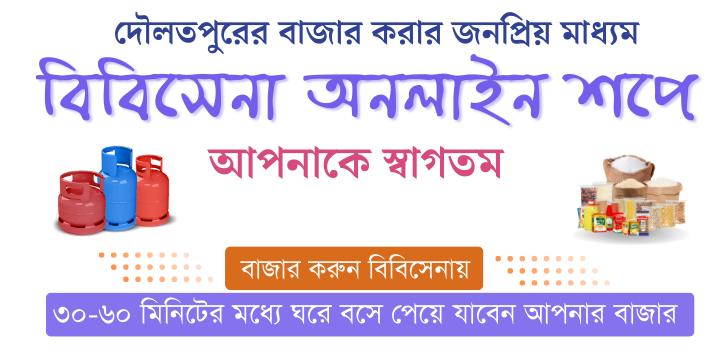 দৌলতপুরের বাজার করার জনপ্রিয় মাধ্যম
বিবিসেনা অনলাইন শপে
আপনাকে স্বাগতম
বাজার করুন বিবিসেনায়
৩০-৬০ মিনিটের মধ্যে ঘরে বসে পেয়ে যাবেন আপনার বাজার